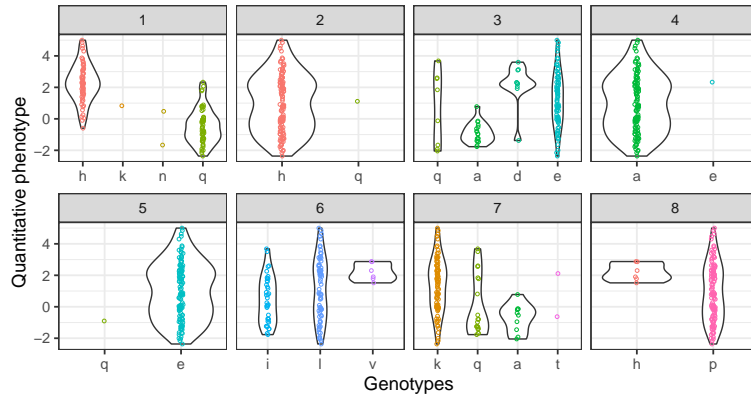 1 2 3 4
Quantitative phenotype
4
2
0
−2
h k n q
h q
q a d e
a e
5 6 7 8
4
2
0
−2
q e
i l v
k q a t
h p
Genotypes